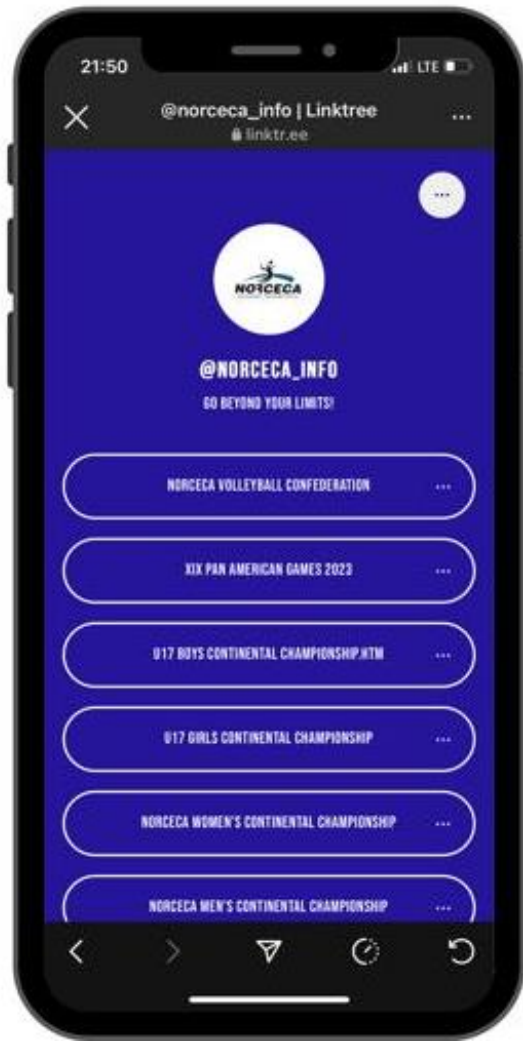 21:50
LTE
@norceca_info | Linktree
linktr.ee
NORCECA
@NORCECA_INFO
GO BEYOND YOUR LIMITS!
NORCECA VOLLEYBALL CONFEDERATION
XIX PAN AMERICAN GAMES 2023
U17 BOYS CONTINENTAL CHAMPIONSHIP.HTM
U17 GIRLS CONTINENTAL CHAMPIONSHIP
NORCECA WOMEN'S CONTINENTAL CHAMPIONSHIP
NORCECA MEN'S CONTINENTAL CHAMPIONSHIP